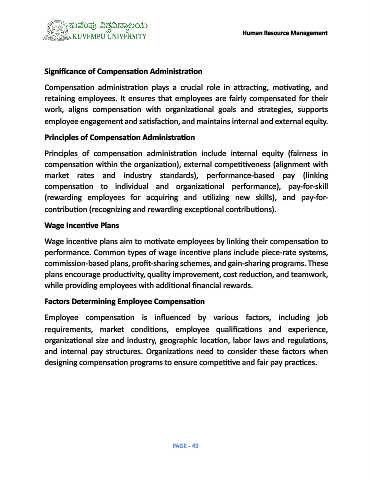 ಕುವೆಂಪು ವಿಶ್ವವಿದ್ಯಾಲಯ
KUVEMPU UNIVERSITY
Human Resource Management
Significance of Compensation Administration
Compensation administration plays a crucial role in attracting, motivating, and
retaining employees. It ensures that employees are fairly compensated for their
work, aligns compensation with organizational goals and strategies, supports
employee engagement and satisfaction, and maintains internal and external equity.
Principles of Compensation Administration
Principles of compensation administration include internal equity (fairness in
compensation within the organization), external competitiveness (alignment with
market rates and industry standards), performance-based pay (linking
compensation to individual and organizational performance), pay-for-skill
(rewarding employees for acquiring and utilizing new skills), and pay-for-
contribution (recognizing and rewarding exceptional contributions).
Wage Incentive Plans
Wage incentive plans aim to motivate employees by linking their compensation to
performance. Common types of wage incentive plans include piece-rate systems,
commission-based plans, profit-sharing schemes, and gain-sharing programs. These
plans encourage productivity, quality improvement, cost reduction, and teamwork,
while providing employees with additional financial rewards.
Factors Determining Employee Compensation
Employee compensation is influenced by various factors, including job
requirements, market conditions, employee qualifications and experience,
organizational size and industry, geographic location, labor laws and regulations,
and internal pay structures. Organizations need to consider these factors when
designing compensation programs to ensure competitive and fair pay practices.
PAGE - 49